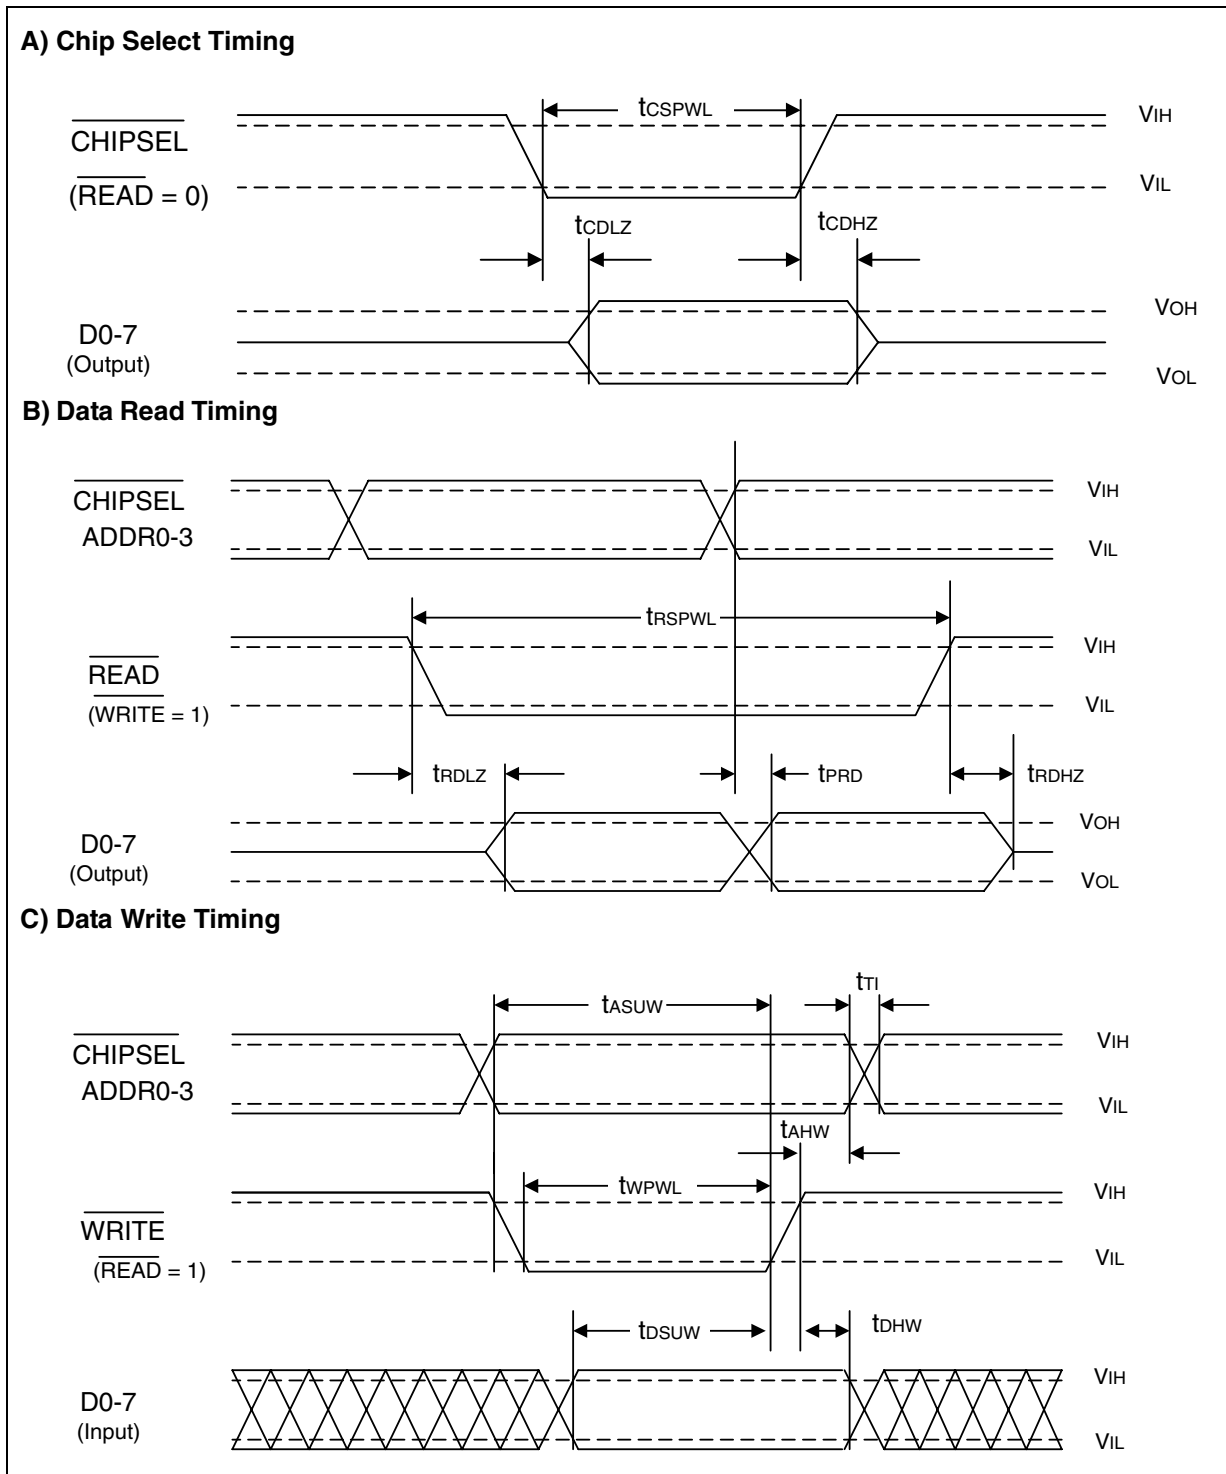 A) Chip Select Timing
tCSPWL
VIH
CHIPSEL
(READ = 0)
VIL
tCDLZ
tCDHZ
VOH
D0-7
(Output)
VOL
B) Data Read Timing
CHIPSEL
VIH
ADDR0-3
VIL
tRSPWL
VIH
READ
(WRITE = 1)
VIL
tRDLZ
tPRD
tRDHZ
VOH
D0-7
(Output)
VOL
C) Data Write Timing
tTI
tASUW
VIH
CHIPSEL
ADDR0-3
VIL
tAHW
tWPWL
VIH
WRITE
(READ = 1)
VIL
tDSUW
tDHW
VIH
D0-7
(Input)
VIL